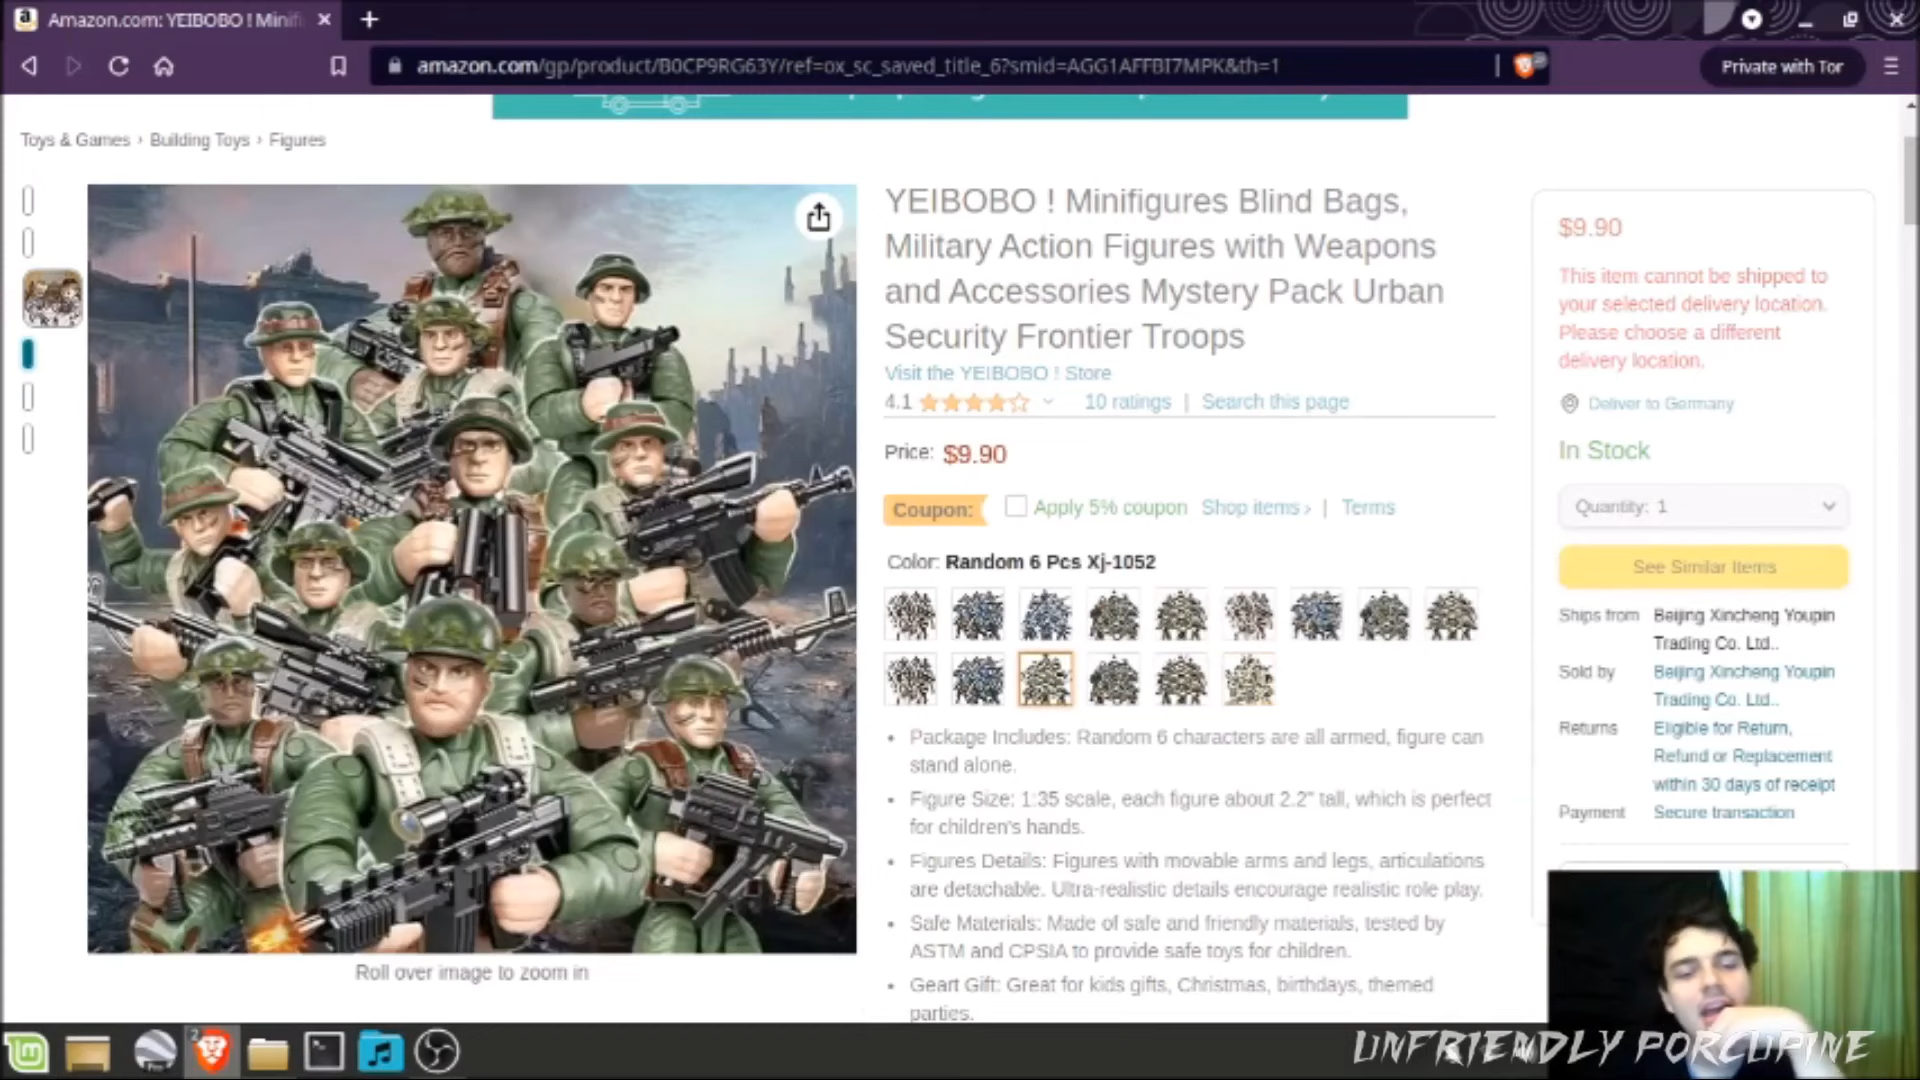 Amazon.com: YEIBOBO ! Minifi
amazon.com/gp/product/B0CP9RG63Y/ref=ox_sc_saved_title_6?smid=AGG1AFFBI7MPK&th=1
Private with Tor
Toys & Games › Building Toys › Figures
YEIBOBO ! Minifigures Blind Bags,
Military Action Figures with Weapons
and Accessories Mystery Pack Urban
Security Frontier Troops
Visit the YEIBOBO ! Store
4.1
10 ratings | Search this page
Price: $9.90
Coupon: Apply 5% coupon Shop items › | Terms
Color: Random 6 Pcs Xj-1052
• Package Includes: Random 6 characters are all armed, figure can
stand alone.
• Figure Size: 1:35 scale, each figure about 2.2" tall, which is perfect
for children's hands.
• Figures Details: Figures with movable arms and legs, articulations
are detachable. Ultra-realistic details encourage realistic role play.
• Safe Materials: Made of safe and friendly materials, tested by
ASTM and CPSIA to provide safe toys for children.
• Geart Gift: Great for kids gifts, Christmas, birthdays, themed
parties.
Roll over image to zoom in
$9.90
This item cannot be shipped to
your selected delivery location.
Please choose a different
delivery location.
Deliver to Germany
In Stock
Quantity: 1
See Similar Items
Ships from Beijing Xincheng Youpin
Trading Co. Ltd..
Sold by Beijing Xincheng Youpin
Trading Co. Ltd..
Returns Eligible for Return,
Refund or Replacement
within 30 days of receipt
Payment Secure transaction
2
UNFRIENDLY PORCUPINE